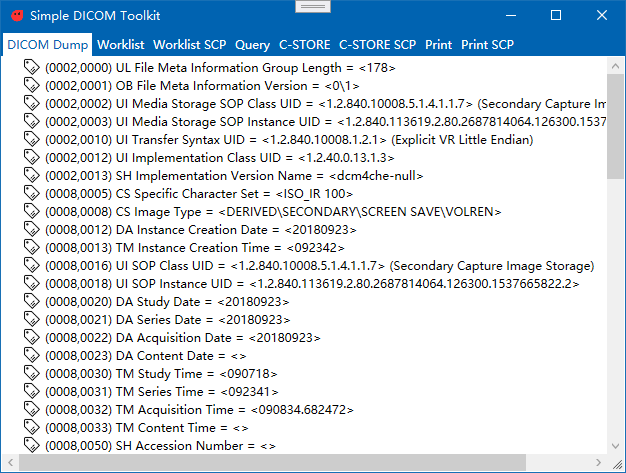 Simple DICOM Toolkit
DICOM Dump Worklist Worklist SCP Query C-STORE C-STORE SCP Print Print SCP
(0002,0000) UL File Meta Information Group Length = <178>
(0002,0001) OB File Meta Information Version = <0\1>
(0002,0002) UI Media Storage SOP Class UID = <1.2.840.10008.5.1.4.1.1.7> (Secondary Capture Im
(0002,0003) UI Media Storage SOP Instance UID = <1.2.840.113619.2.80.2687814064.126300.1537
(0002,0010) UI Transfer Syntax UID = <1.2.840.10008.1.2.1> (Explicit VR Little Endian)
(0002,0012) UI Implementation Class UID = <1.2.40.0.13.1.3>
(0002,0013) SH Implementation Version Name = <dcm4che-null>
(0008,0005) CS Specific Character Set = <ISO_IR 100>
(0008,0008) CS Image Type = <DERIVED\SECONDARY\SCREEN SAVE\VOLREN>
(0008,0012) DA Instance Creation Date = <20180923>
(0008,0013) TM Instance Creation Time = <092342>
(0008,0016) UI SOP Class UID = <1.2.840.10008.5.1.4.1.1.7> (Secondary Capture Image Storage)
(0008,0018) UI SOP Instance UID = <1.2.840.113619.2.80.2687814064.126300.1537665822.2>
(0008,0020) DA Study Date = <20180923>
(0008,0021) DA Series Date = <20180923>
(0008,0022) DA Acquisition Date = <20180923>
(0008,0023) DA Content Date = <>
(0008,0030) TM Study Time = <090718>
(0008,0031) TM Series Time = <092341>
(0008,0032) TM Acquisition Time = <090834.682472>
(0008,0033) TM Content Time = <>
(0008,0050) SH Accession Number = <>